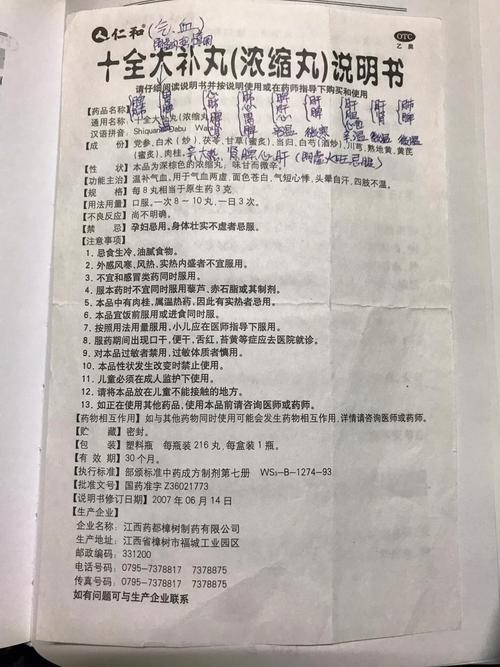 仁和 (气.血)
OTC
乙类
十全大补丸(浓缩丸)说明书
请仔细阅读说明书并按说明使用或在药师指导下购买和使用
【药品名称】
通用名称：十全大补丸(浓缩丸)
汉语拼音：Shiquan Dabu Wan
【成 份】党参,白术(炒),茯苓,甘草(蜜炙),当归,白芍(酒炒),川芎,熟地黄,黄芪
(蜜炙),肉桂。
【性 状】本品为深棕色的浓缩丸，味甘而微辛。
【功能主治】温补气血,用于气血两虚，面色苍白，气短心悸，头晕自汗，四肢不温。
【规 格】每 8 丸相当于原生药 3 克
【用法用量】口服。一次 8 ～ 10 丸，一日 3 次。
【不良反应】尚不明确。
【禁 忌】孕妇忌用。身体壮实不虚者忌服。
【注意事项】
1．忌食生冷,油腻食物。
2．外感风寒,风热,实热内盛者不宜服用。
3．不宜和感冒类药同时服用。
4．服本药时不宜同时服用藜芦、赤石脂或其制剂。
5．本品中有肉桂，属温热药，因此有实热者忌用。
6．本品宜饭前服用或进食同时服。
7．按照用法用量服用,小儿应在医师指导下服用。
8．服药期间出现口干,便干,舌红,苔黄等症应去医院就诊。
9．对本品过敏者禁用,过敏体质者慎用。
10．本品性状发生改变时禁止使用。
11．儿童必须在成人监护下使用。
12．请将本品放在儿童不能接触的地方。
13．如正在使用其他药品，使用本品前请咨询医师或药师。
【药物相互作用】如与其他药物同时使用可能会发生药物相互作用,详情请咨询医师或药师。
【贮 藏】密封。
【包 装】塑料瓶 每瓶装 216 丸,每盒装 1 瓶。
【有 效 期】30 个月。
【执行标准】部颁标准中药成方制剂第七册 WS₃-B-1274-93
【批准文号】国药准字 Z36021773
【说明书修订日期】2007 年 06 月 14 日
【生产企业】
企业名称：江西药都樟树制药有限公司
生产地址：江西省樟树市福城工业园区
邮政编码：331200
电话号码：0795-7378817 7378875
传真号码：0795-7378817 7378875
如有问题可与生产企业联系